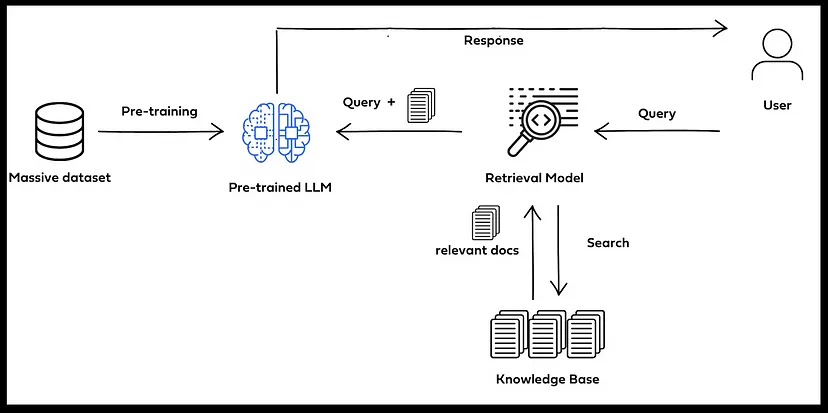 Response
Pre-training
Query +
Query
User
Massive dataset
Pre-trained LLM
Retrieval Model
relevant docs
Search
Knowledge Base